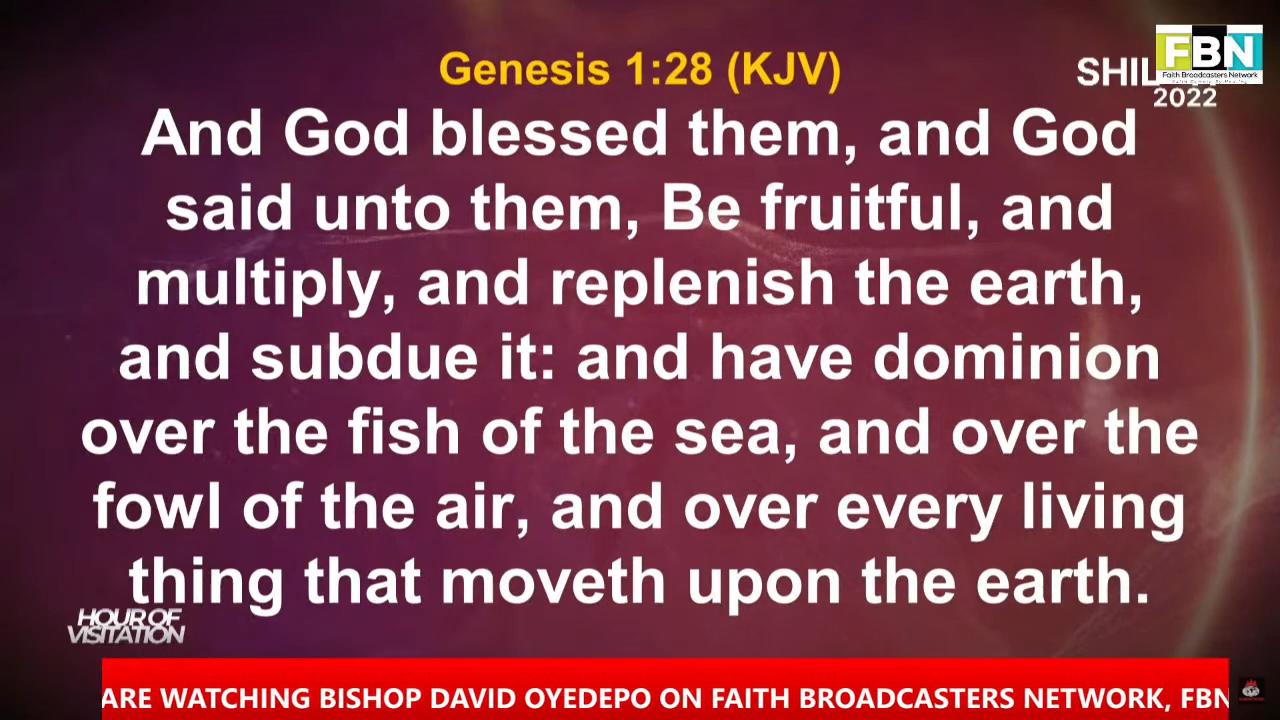 Genesis 1:28 (KJV)
FBN
Faith Broadcasters Network
SHIL
2022
And God blessed them, and God
said unto them, Be fruitful, and
multiply, and replenish the earth,
and subdue it: and have dominion
over the fish of the sea, and over the
fowl of the air, and over every living
thing that moveth upon the earth.
HOUR OF
VISITATION
ARE WATCHING BISHOP DAVID OYEDEPO ON FAITH BROADCASTERS NETWORK, FBN